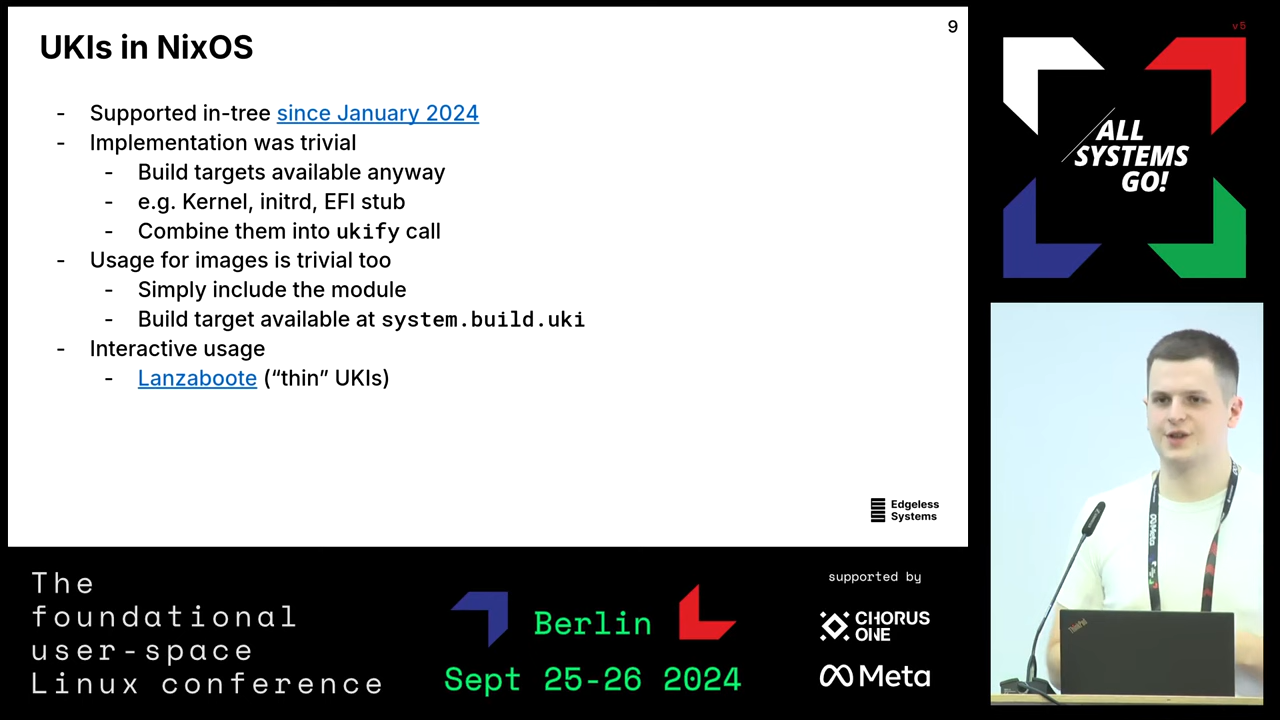 9
UKIs in NixOS
- Supported in-tree since January 2024
- Implementation was trivial
- Build targets available anyway
- e.g. Kernel, initrd, EFI stub
- Combine them into ukify call
- Usage for images is trivial too
- Simply include the module
- Build target available at system.build.uki
- Interactive usage
- Lanzaboote (“thin” UKIs)
Edgeless
Systems
v5
ALL
SYSTEMS
GO!
Meta
ThinkPad
The
foundational
user-space
Linux conference
Berlin
Sept 25-26 2024
supported by
CHORUS
ONE
Meta